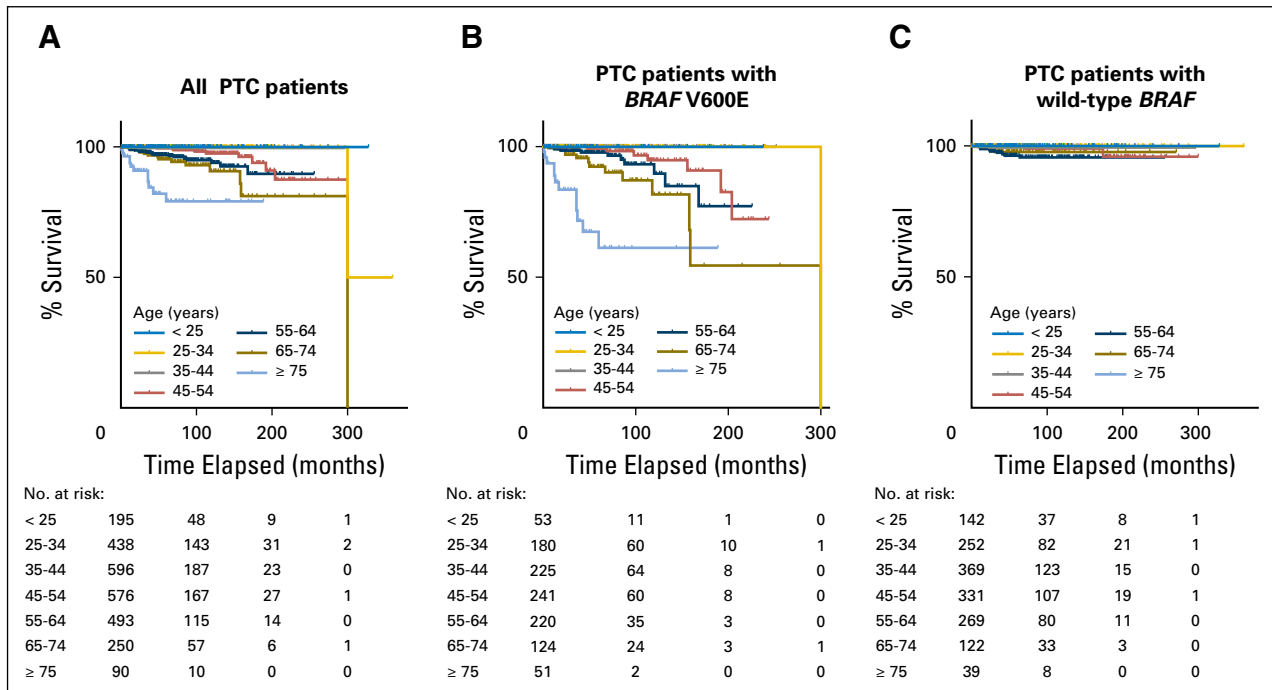 A
All PTC patients
100
50
% Survival
Age (years)
< 25
25-34
35-44
45-54
55-64
65-74
≥ 75
0 100 200 300
Time Elapsed (months)
No. at risk:
< 25 195 48 9 1
25-34 438 143 31 2
35-44 596 187 23 0
45-54 576 167 27 1
55-64 493 115 14 0
65-74 250 57 6 1
≥ 75 90 10 0 0
B
PTC patients with
BRAF V600E
100
50
% Survival
Age (years)
< 25
25-34
35-44
45-54
55-64
65-74
≥ 75
0 100 200 300
Time Elapsed (months)
No. at risk:
< 25 53 11 1 0
25-34 180 60 10 1
35-44 225 64 8 0
45-54 241 60 8 0
55-64 220 35 3 0
65-74 124 24 3 1
≥ 75 51 2 0 0
C
PTC patients with
wild-type BRAF
100
50
% Survival
Age (years)
< 25
25-34
35-44
45-54
55-64
65-74
≥ 75
0 100 200 300
Time Elapsed (months)
No. at risk:
< 25 142 37 8 1
25-34 252 82 21 1
35-44 369 123 15 0
45-54 331 107 19 1
55-64 269 80 11 0
65-74 122 33 3 0
≥ 75 39 8 0 0